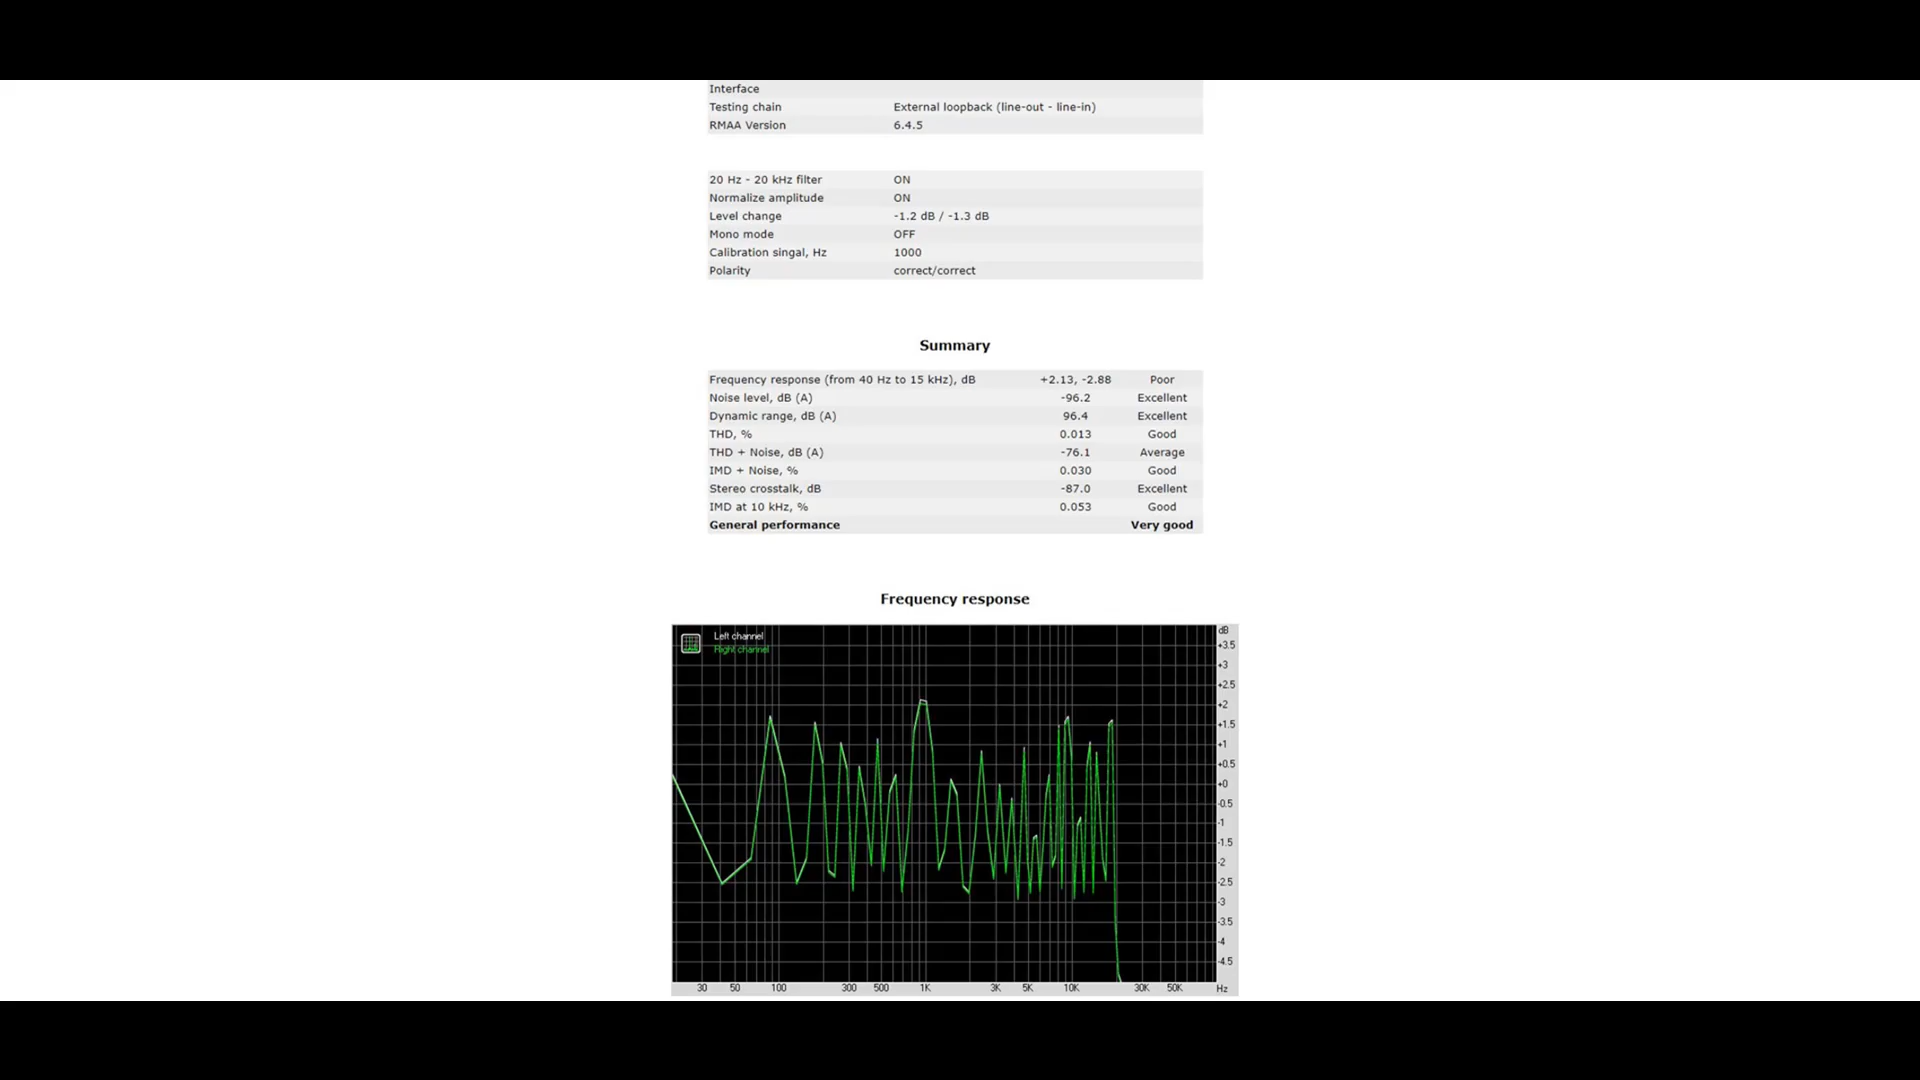 Interface
Testing chain External loopback (line-out - line-in)
RMAA Version 6.4.5
20 Hz - 20 kHz filter ON
Normalize amplitude ON
Level change -1.2 dB / -1.3 dB
Mono mode OFF
Calibration singal, Hz 1000
Polarity correct/correct
Summary
Frequency response (from 40 Hz to 15 kHz), dB +2.13, -2.88 Poor
Noise level, dB (A) -96.2 Excellent
Dynamic range, dB (A) 96.4 Excellent
THD, % 0.013 Good
THD + Noise, dB (A) -76.1 Average
IMD + Noise, % 0.030 Good
Stereo crosstalk, dB -87.0 Excellent
IMD at 10 kHz, % 0.053 Good
General performance Very good
Frequency response
Left channel
Right channel
dB
+3.5
+3
+2.5
+2
+1.5
+1
+0.5
+0
-0.5
-1
-1.5
-2
-2.5
-3
-3.5
-4
-4.5
30 50 100 300 500 1K 3K 5K 10K 30K 50K Hz